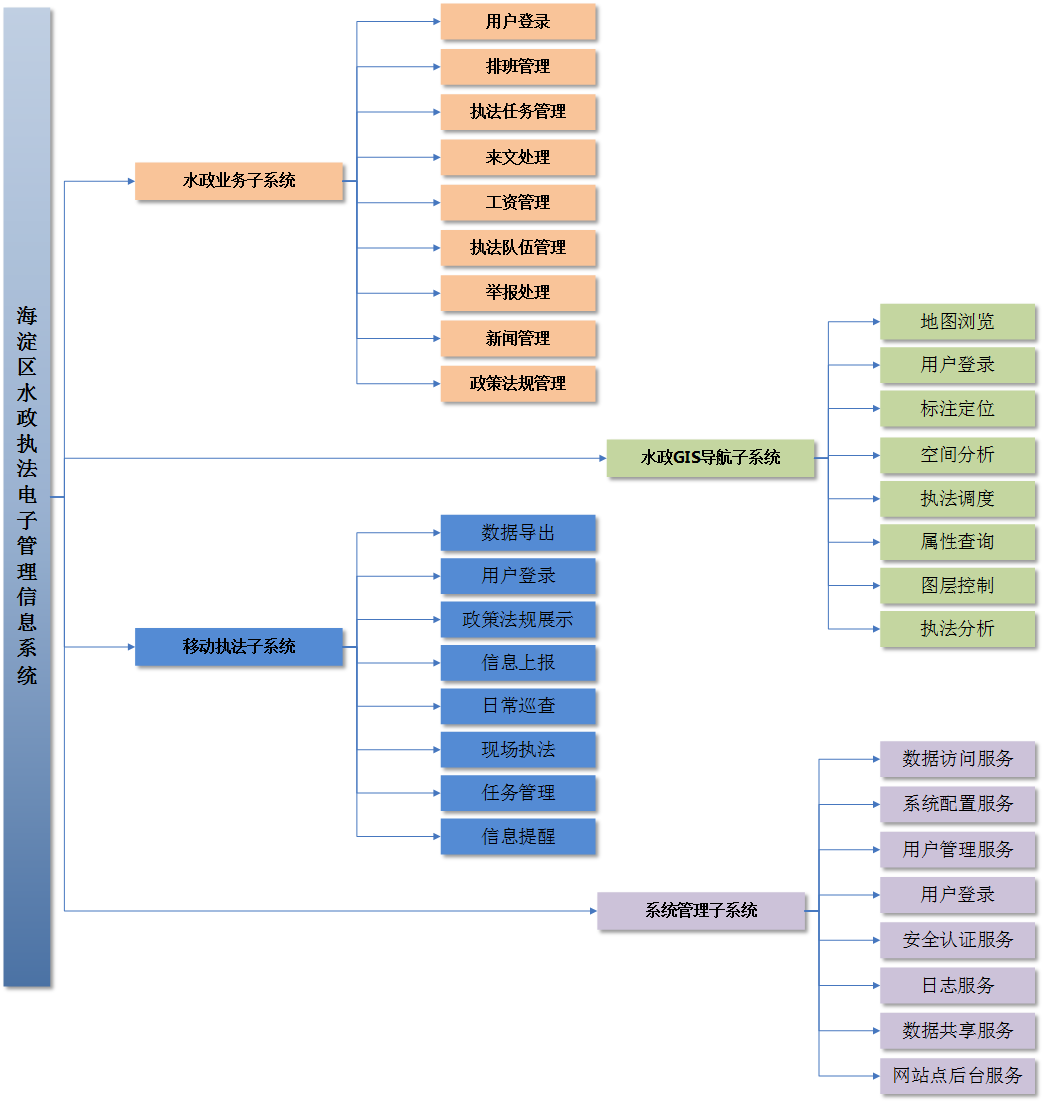 海淀区水政执法电子管理信息系统
水政业务子系统
用户登录
排班管理
执法任务管理
来文处理
工资管理
执法队伍管理
举报处理
新闻管理
政策法规管理
水政GIS导航子系统
地图浏览
用户登录
标注定位
空间分析
执法调度
属性查询
图层控制
执法分析
移动执法子系统
数据导出
用户登录
政策法规展示
信息上报
日常巡查
现场执法
任务管理
信息提醒
系统管理子系统
数据访问服务
系统配置服务
用户管理服务
用户登录
安全认证服务
日志服务
数据共享服务
网站点后台服务